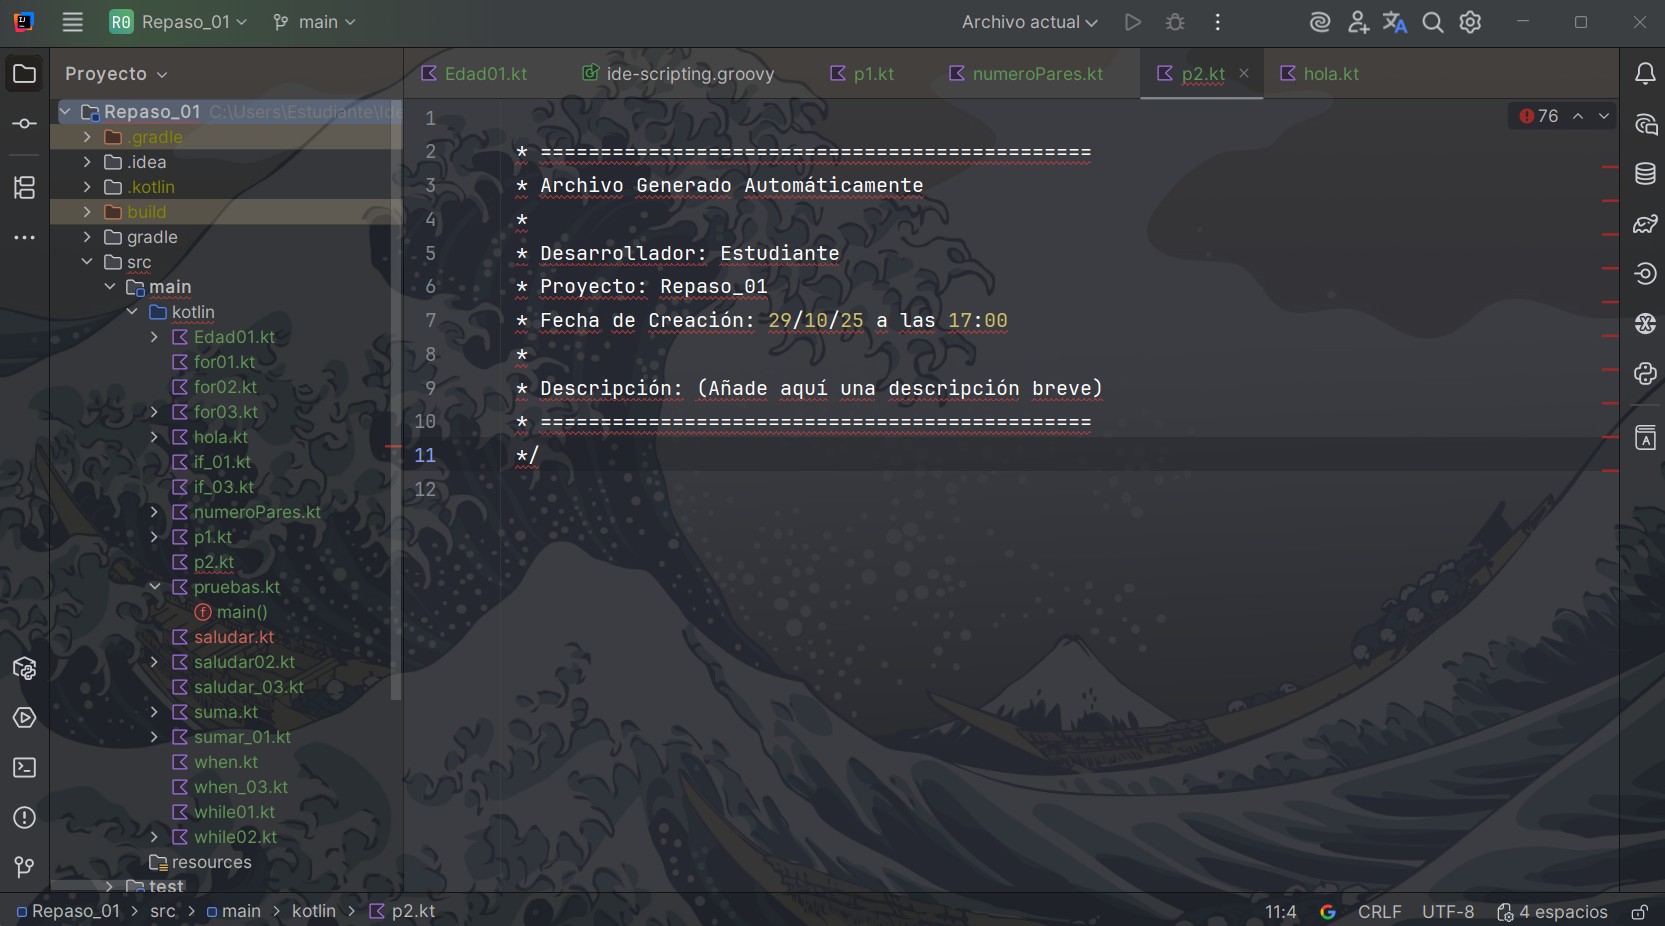 R0 Repaso_01 main Archivo actual
Proyecto
Edad01.kt ide-scripting.groovy p1.kt numeroPares.kt p2.kt hola.kt
Repaso_01 C:\Users\Estudiante\Ide
.gradle
.idea
.kotlin
build
gradle
src
main
kotlin
Edad01.kt
for01.kt
for02.kt
for03.kt
hola.kt
if_01.kt
if_03.kt
numeroPares.kt
p1.kt
p2.kt
pruebas.kt
main()
saludar.kt
saludar02.kt
saludar_03.kt
suma.kt
sumar_01.kt
when.kt
when_03.kt
while01.kt
while02.kt
resources
test
76
1
2 * ==============================================
3 * Archivo Generado Automáticamente
4 *
5 * Desarrollador: Estudiante
6 * Proyecto: Repaso_01
7 * Fecha de Creación: 29/10/25 a las 17:00
8 *
9 * Descripción: (Añade aquí una descripción breve)
10 * ==============================================
11 */
12
Repaso_01 > src > main > kotlin > p2.kt
11:4 CRLF UTF-8 4 espacios